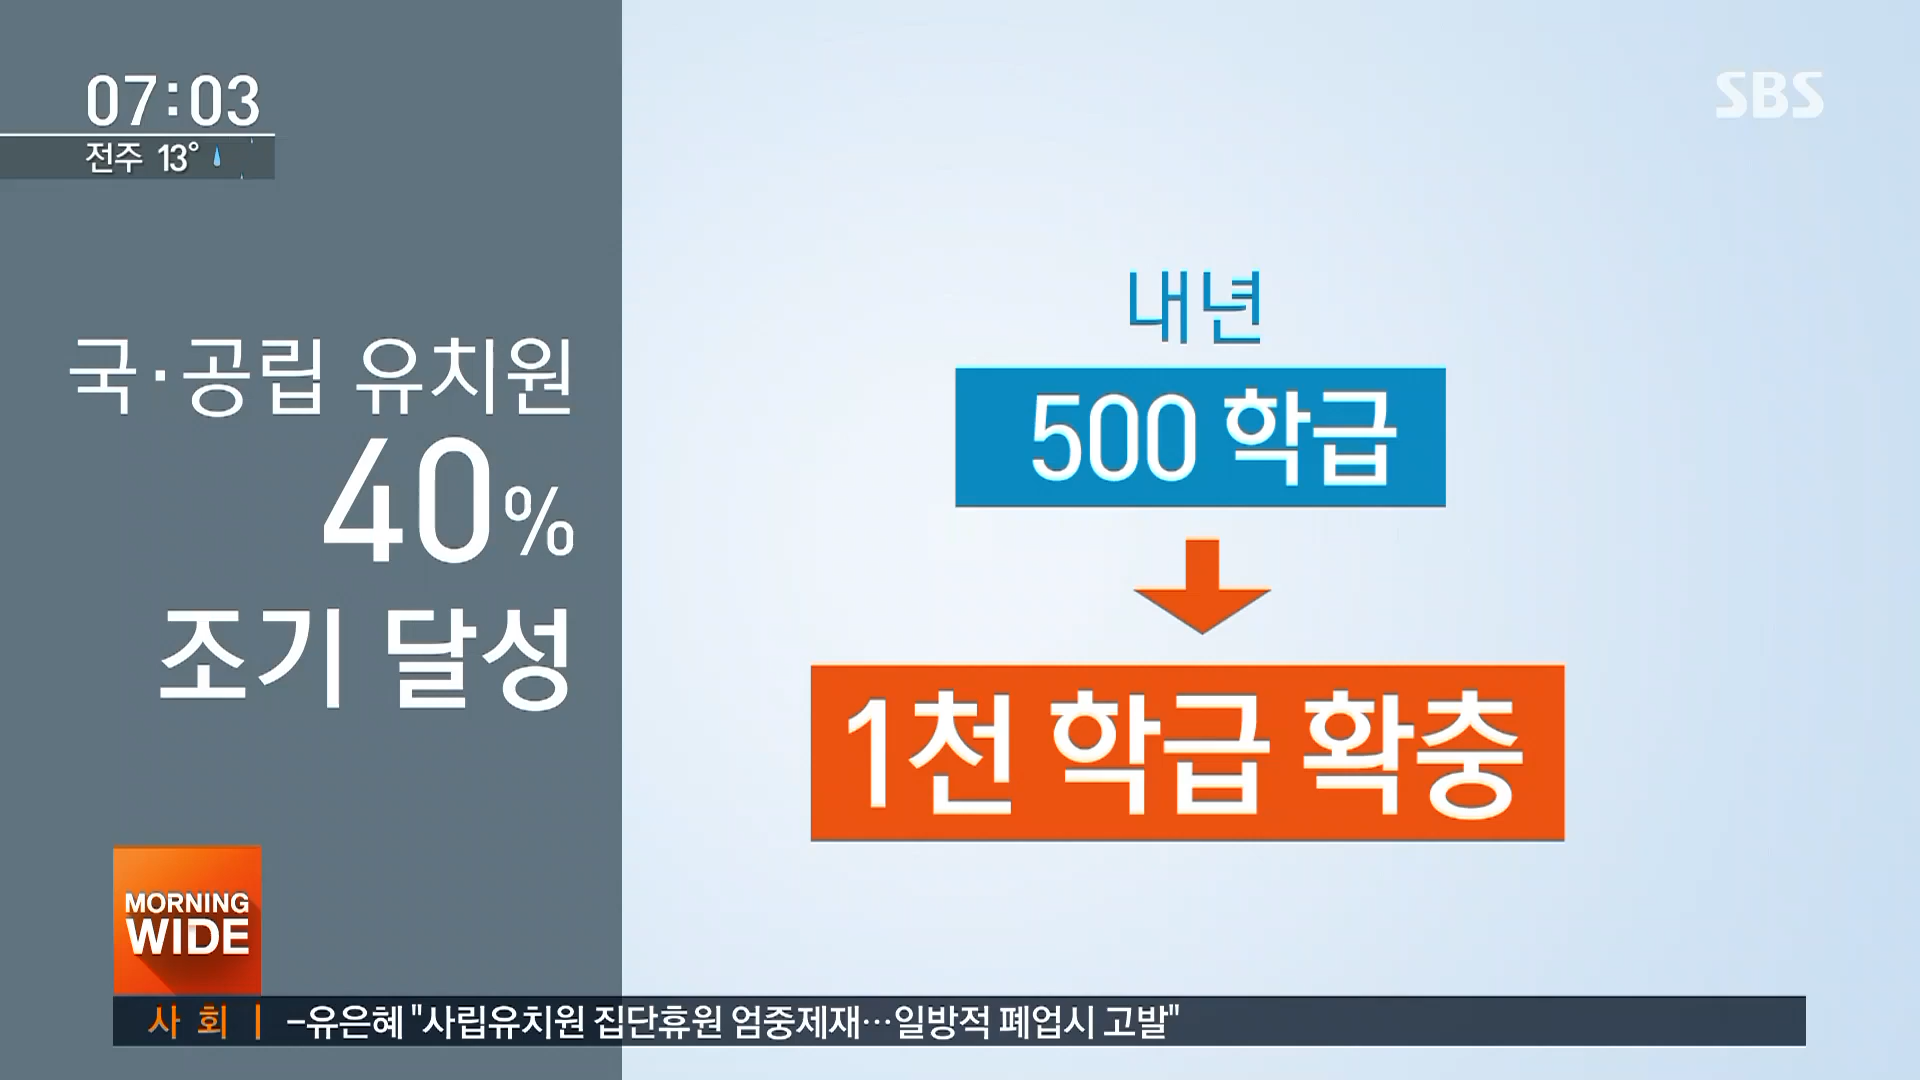 07:03
전주 13°
SBS
국·공립 유치원
40%
조기 달성
내년
500 학급
1천 학급 확충
MORNING
WIDE
사 회 | -유은혜 "사립유치원 집단휴원 엄중제재…일방적 폐업시 고발"